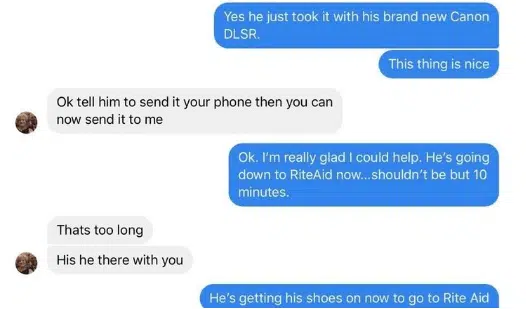 Yes he just took it with his brand new Canon
DLSR.
This thing is nice
Ok tell him to send it your phone then you can
now send it to me
Ok. I'm really glad I could help. He's going
down to RiteAid now...shouldn't be but 10
minutes.
Thats too long
His he there with you
He's getting his shoes on now to go to Rite Aid